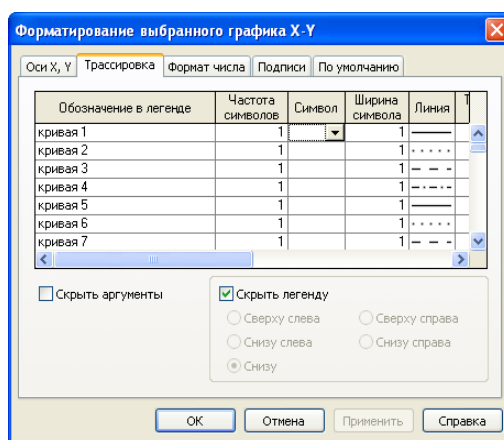 Форматирование выбранного графика X-Y
Оси X, Y Трассировка Формат числа Подписи По умолчанию
Обозначение в легенде Частота символов Символ Ширина символа Линия Т
кривая 1 1 1
кривая 2 1 1
кривая 3 1 1
кривая 4 1 1
кривая 5 1 1
кривая 6 1 1
кривая 7 1 1
Скрыть аргументы Скрыть легенду
Сверху слева Сверху справа
Снизу слева Снизу справа
Снизу
ОК Отмена Применить Справка